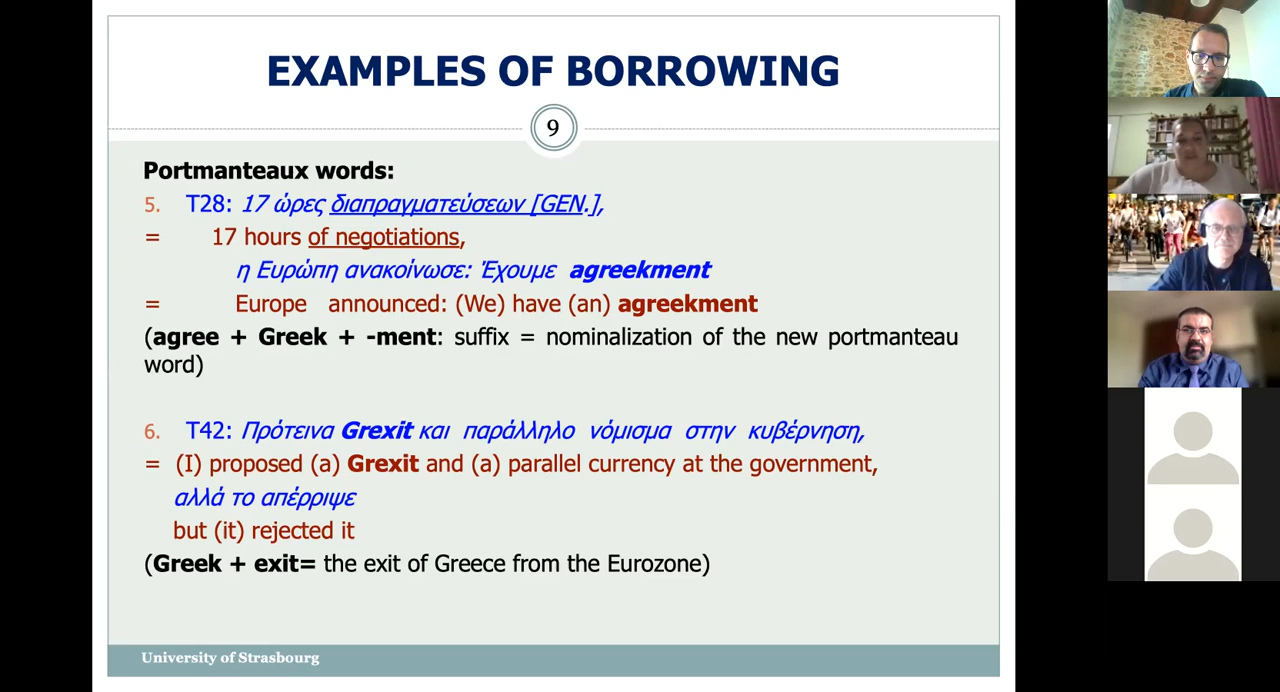 EXAMPLES OF BORROWING
9
Portmanteaux words:
5. T28: 17 ώρες διαπραγματεύσεων [GEN.],
= 17 hours of negotiations,
η Ευρώπη ανακοίνωσε: Έχουμε agreekment
= Europe announced: (We) have (an) agreekment
(agree + Greek + -ment: suffix = nominalization of the new portmanteau
word)
6. T42: Πρότεινα Grexit και παράλληλο νόμισμα στην κυβέρνηση,
= (I) proposed (a) Grexit and (a) parallel currency at the government,
αλλά το απέρριψε
but (it) rejected it
(Greek + exit= the exit of Greece from the Eurozone)
University of Strasbourg